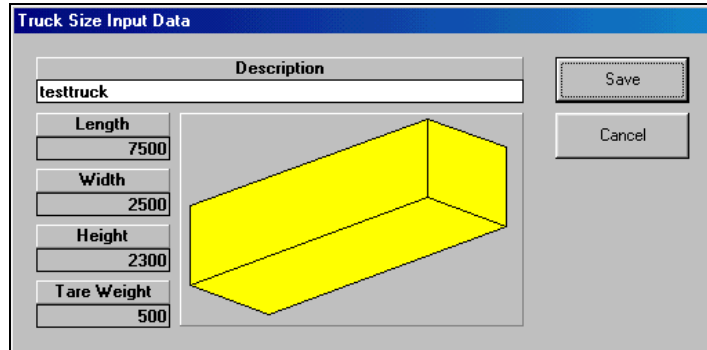 Truck Size Input Data
Description
testtruck
Save
Length
7500
Cancel
Width
2500
Height
2300
Tare Weight
500